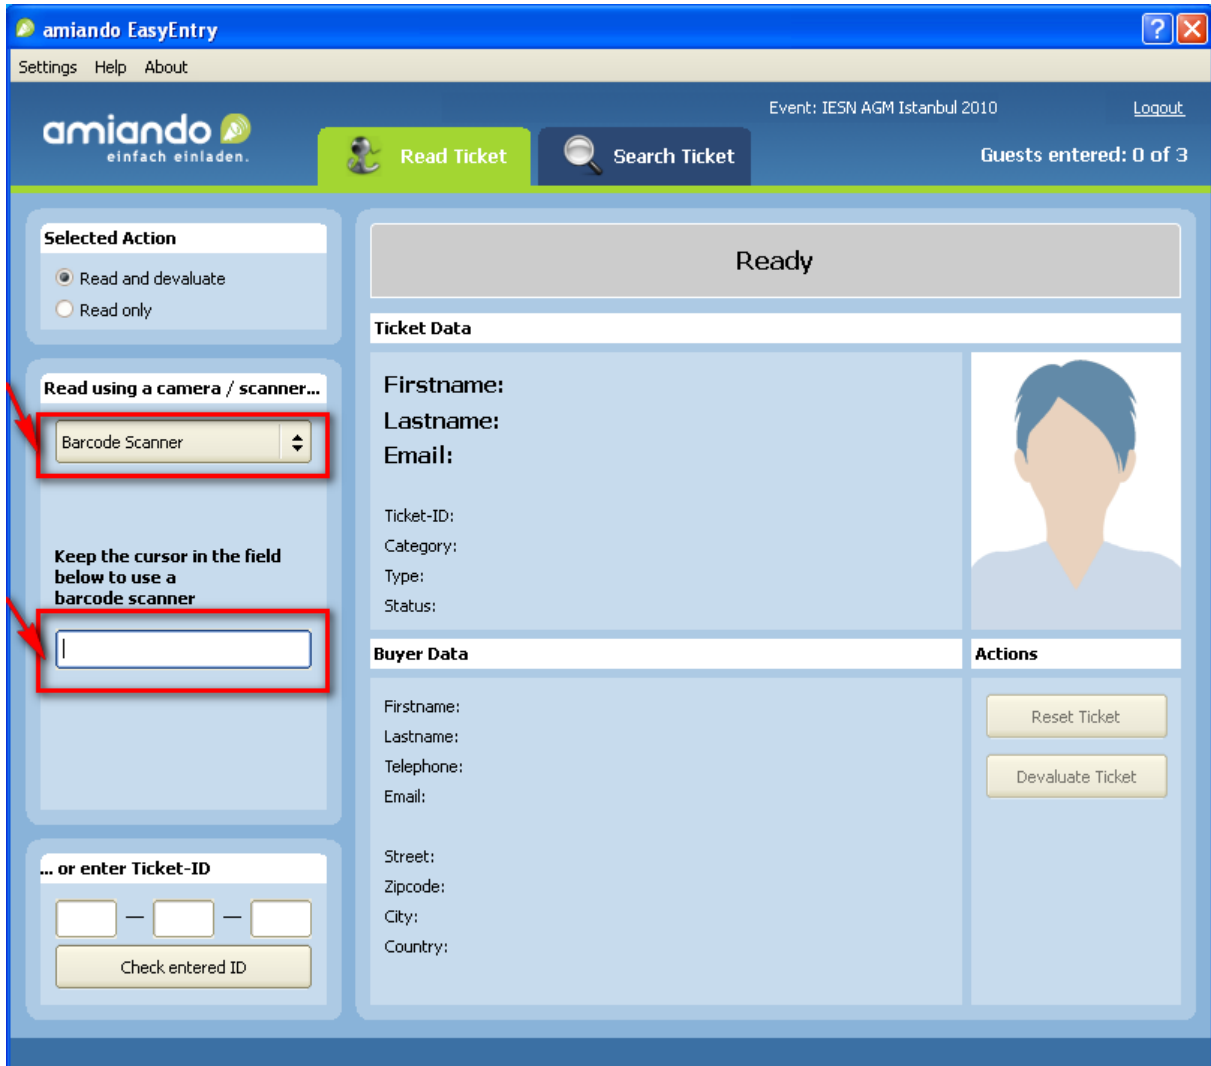 amiando EasyEntry
Settings Help About
Event: IESN AGM Istanbul 2010 Logout
amiando
einfach einladen.
Read Ticket Search Ticket Guests entered: 0 of 3
Selected Action
Read and devaluate
Read only
Read using a camera / scanner...
Barcode Scanner
Keep the cursor in the field
below to use a
barcode scanner
... or enter Ticket-ID
Check entered ID
Ready
Ticket Data
Firstname:
Lastname:
Email:
Ticket-ID:
Category:
Type:
Status:
Buyer Data
Firstname:
Lastname:
Telephone:
Email:
Street:
Zipcode:
City:
Country:
Actions
Reset Ticket
Devaluate Ticket